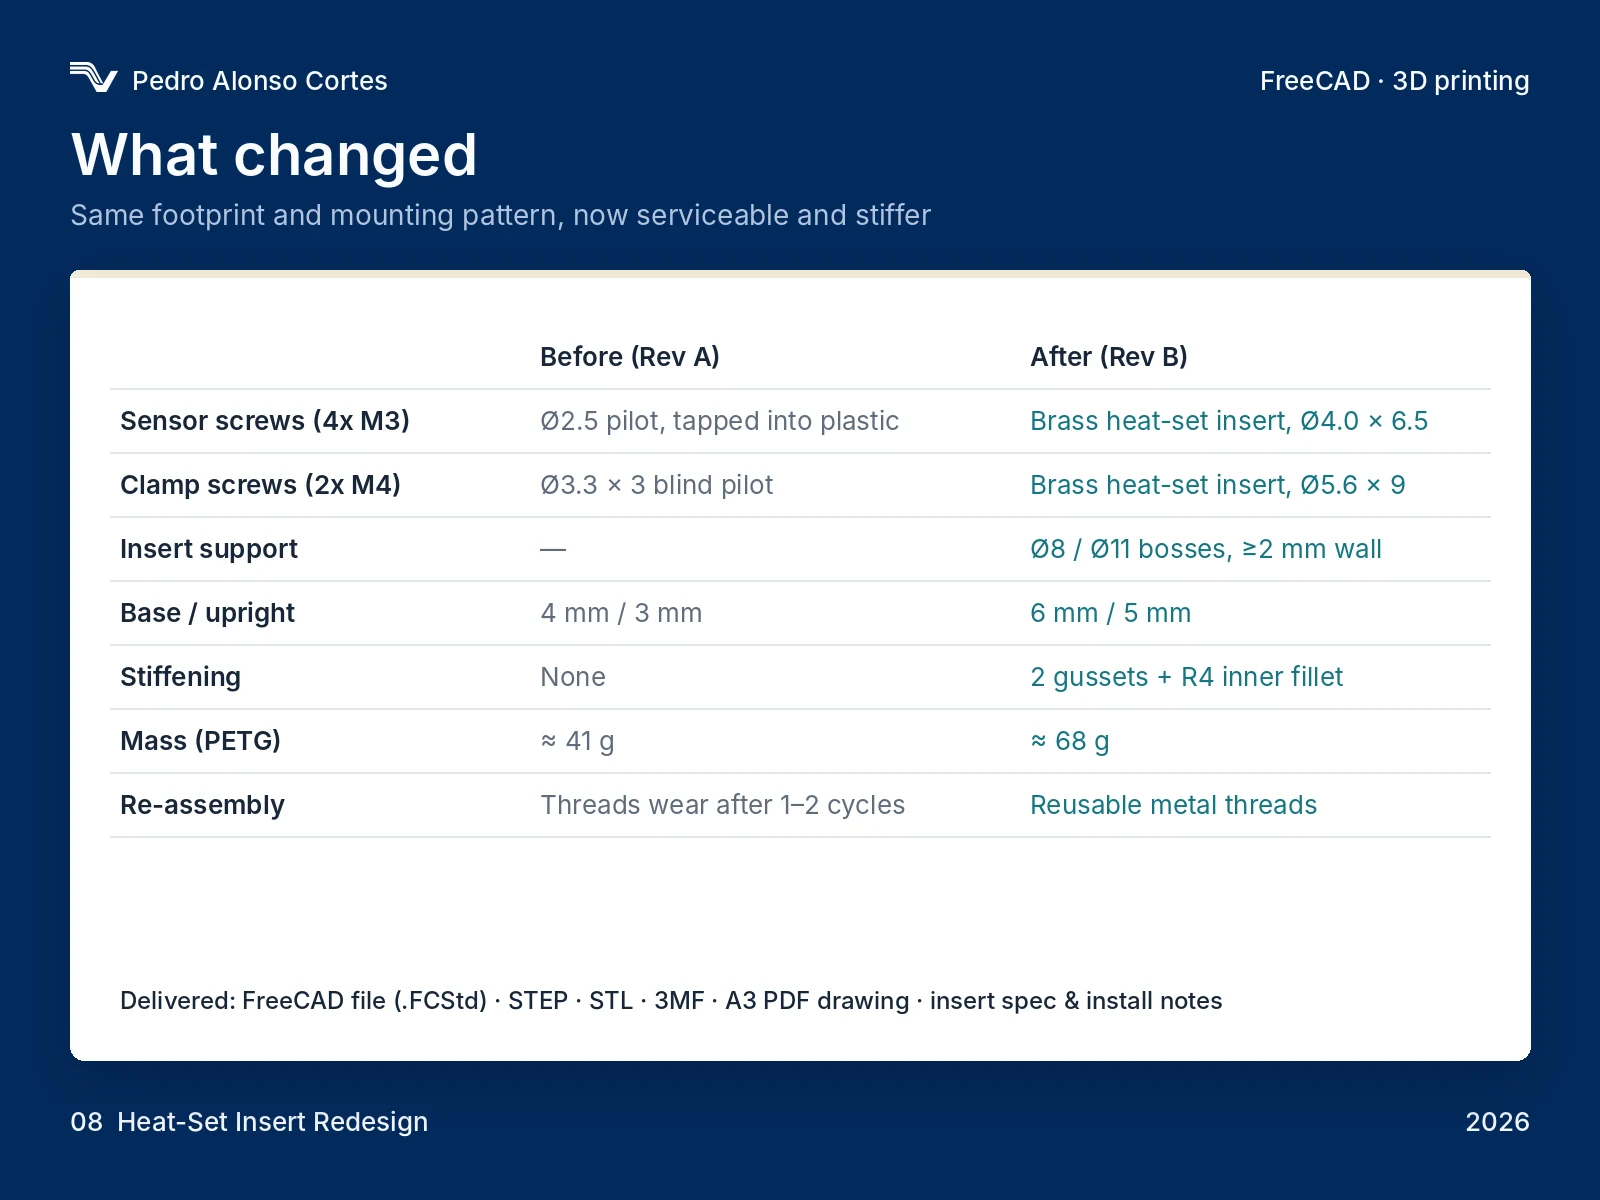 Pedro Alonso Cortes
FreeCAD · 3D printing
What changed
Same footprint and mounting pattern, now serviceable and stiffer
Before (Rev A) After (Rev B)
Sensor screws (4x M3) Ø2.5 pilot, tapped into plastic Brass heat-set insert, Ø4.0 × 6.5
Clamp screws (2x M4) Ø3.3 × 3 blind pilot Brass heat-set insert, Ø5.6 × 9
Insert support — Ø8 / Ø11 bosses, ≥2 mm wall
Base / upright 4 mm / 3 mm 6 mm / 5 mm
Stiffening None 2 gussets + R4 inner fillet
Mass (PETG) ≈ 41 g ≈ 68 g
Re-assembly Threads wear after 1–2 cycles Reusable metal threads
Delivered: FreeCAD file (.FCStd) · STEP · STL · 3MF · A3 PDF drawing · insert spec & install notes
08 Heat-Set Insert Redesign
2026